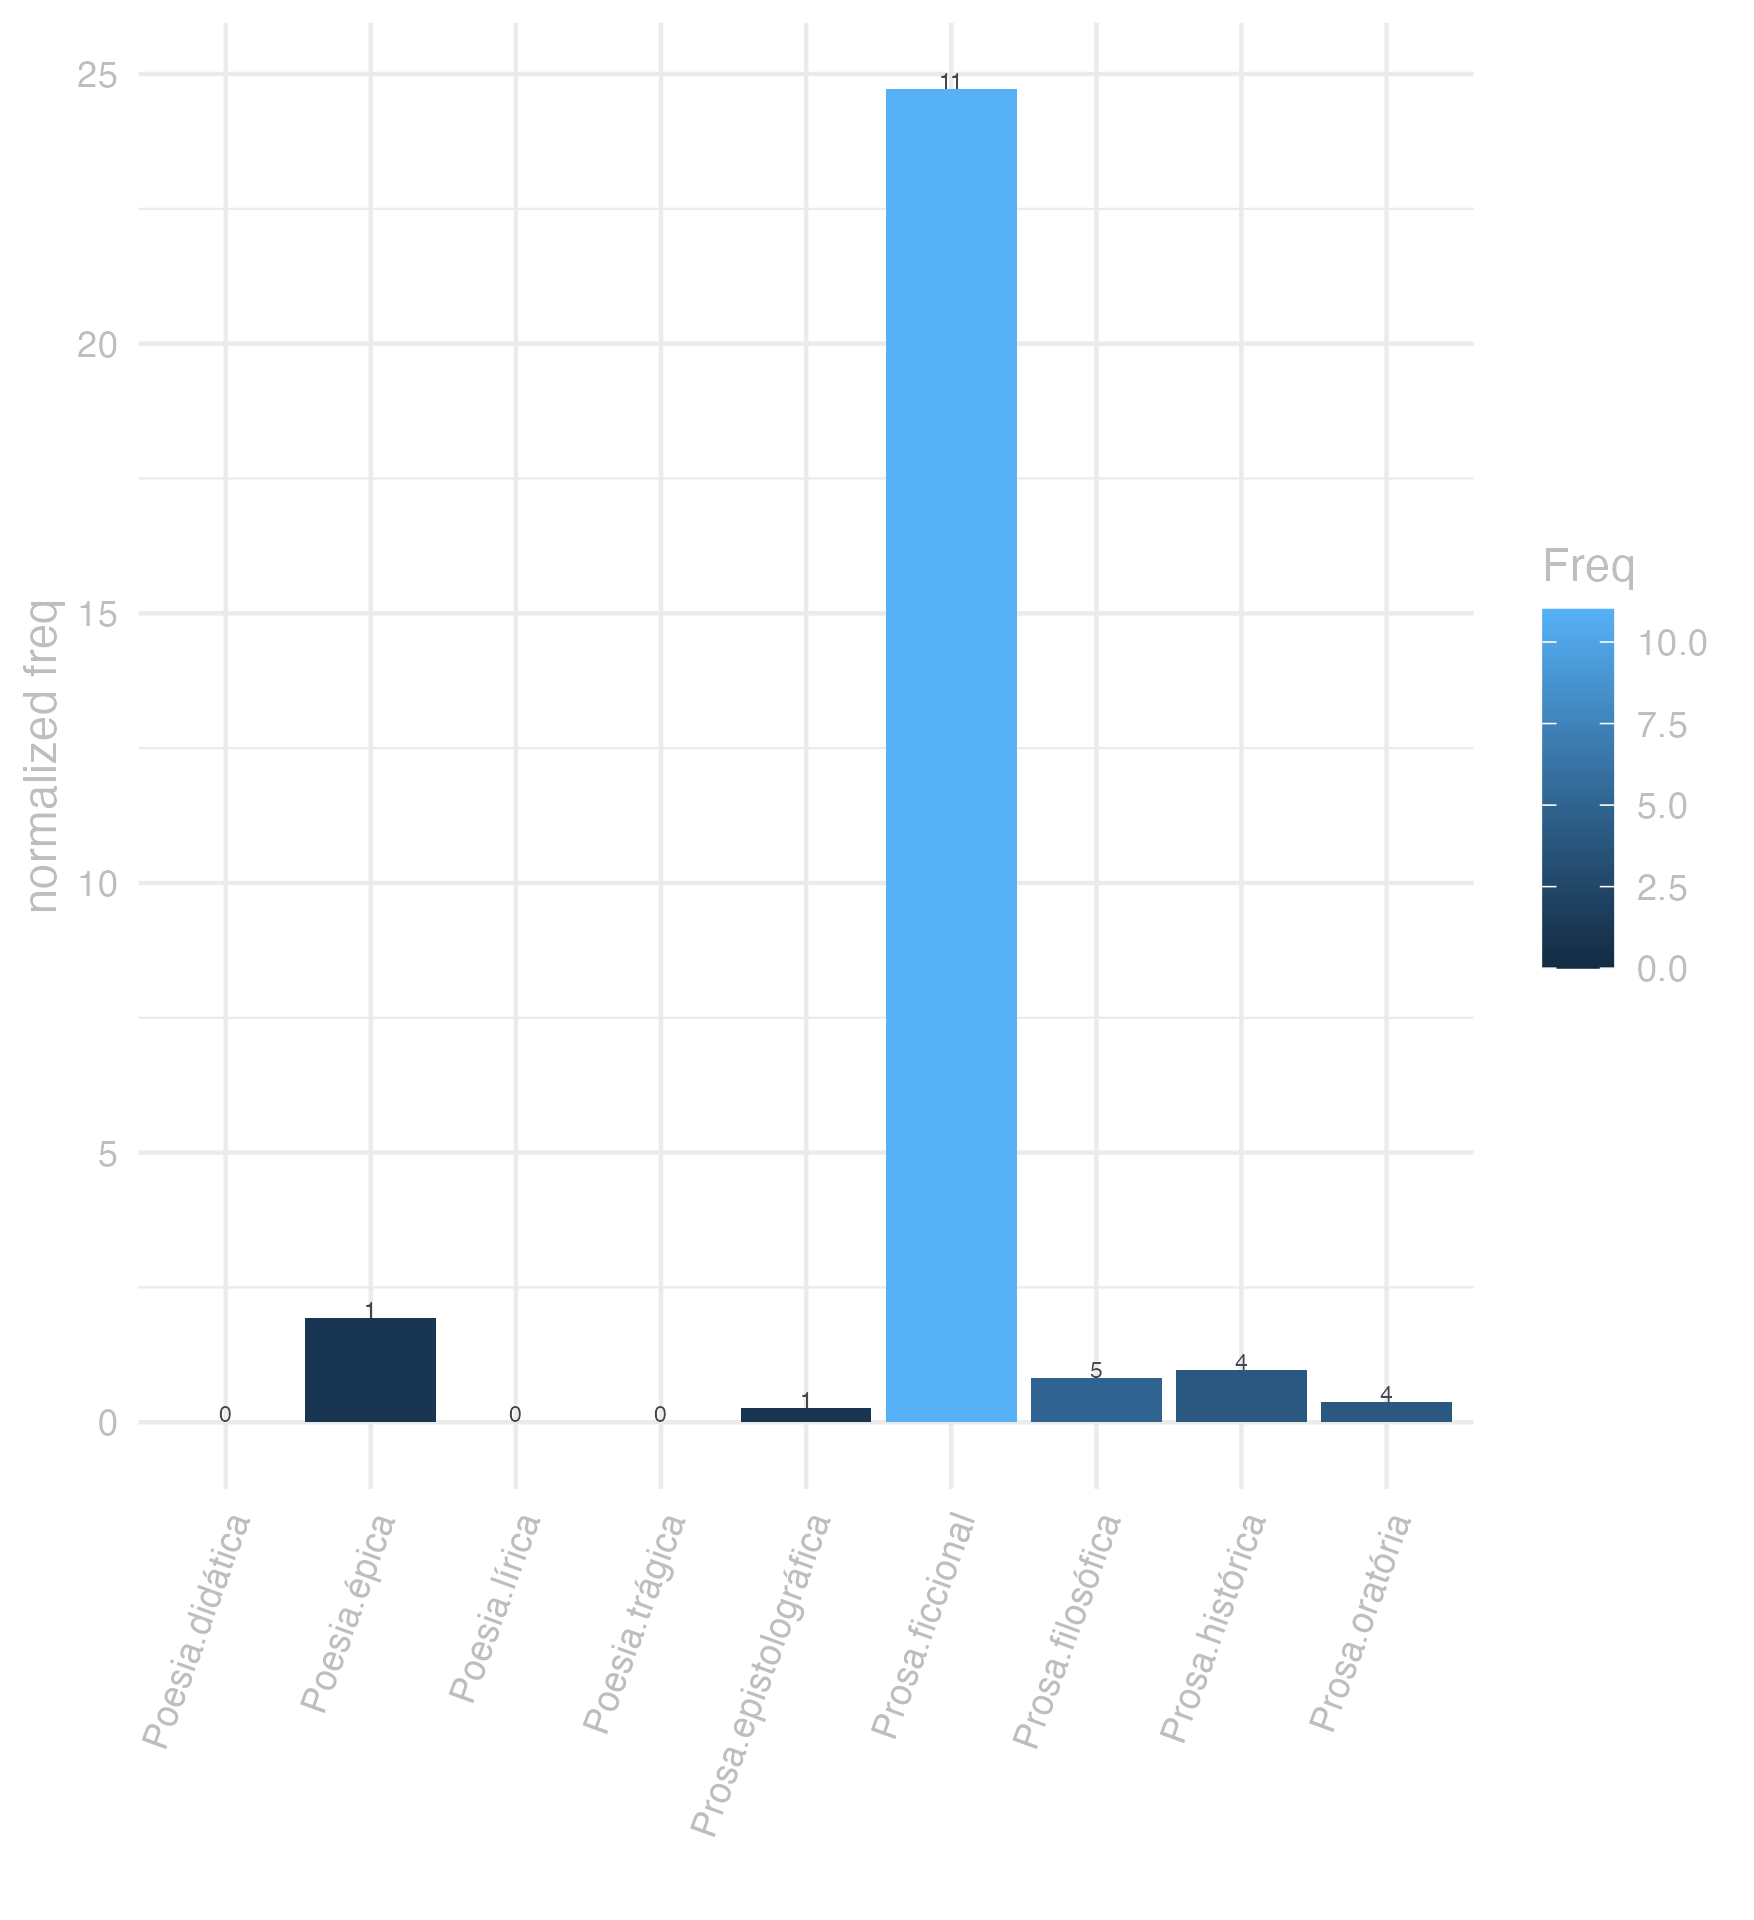 25
20
15
10
5
0
normalized freq
0
1
0
0
1
11
5
4
4
Poesia.didática
Poesia.épica
Poesia.lírica
Poesia.trágica
Prosa.epistolográfica
Prosa.ficcional
Prosa.filosófica
Prosa.histórica
Prosa.oratória
Freq
10.0
7.5
5.0
2.5
0.0